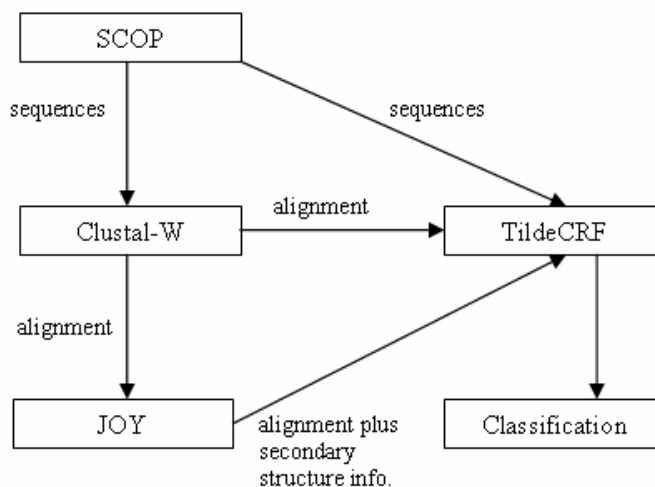 SCOP
sequences
sequences
Clustal-W
alignment
TildeCRF
alignment
JOY
alignment plus
secondary
structure info.
Classification